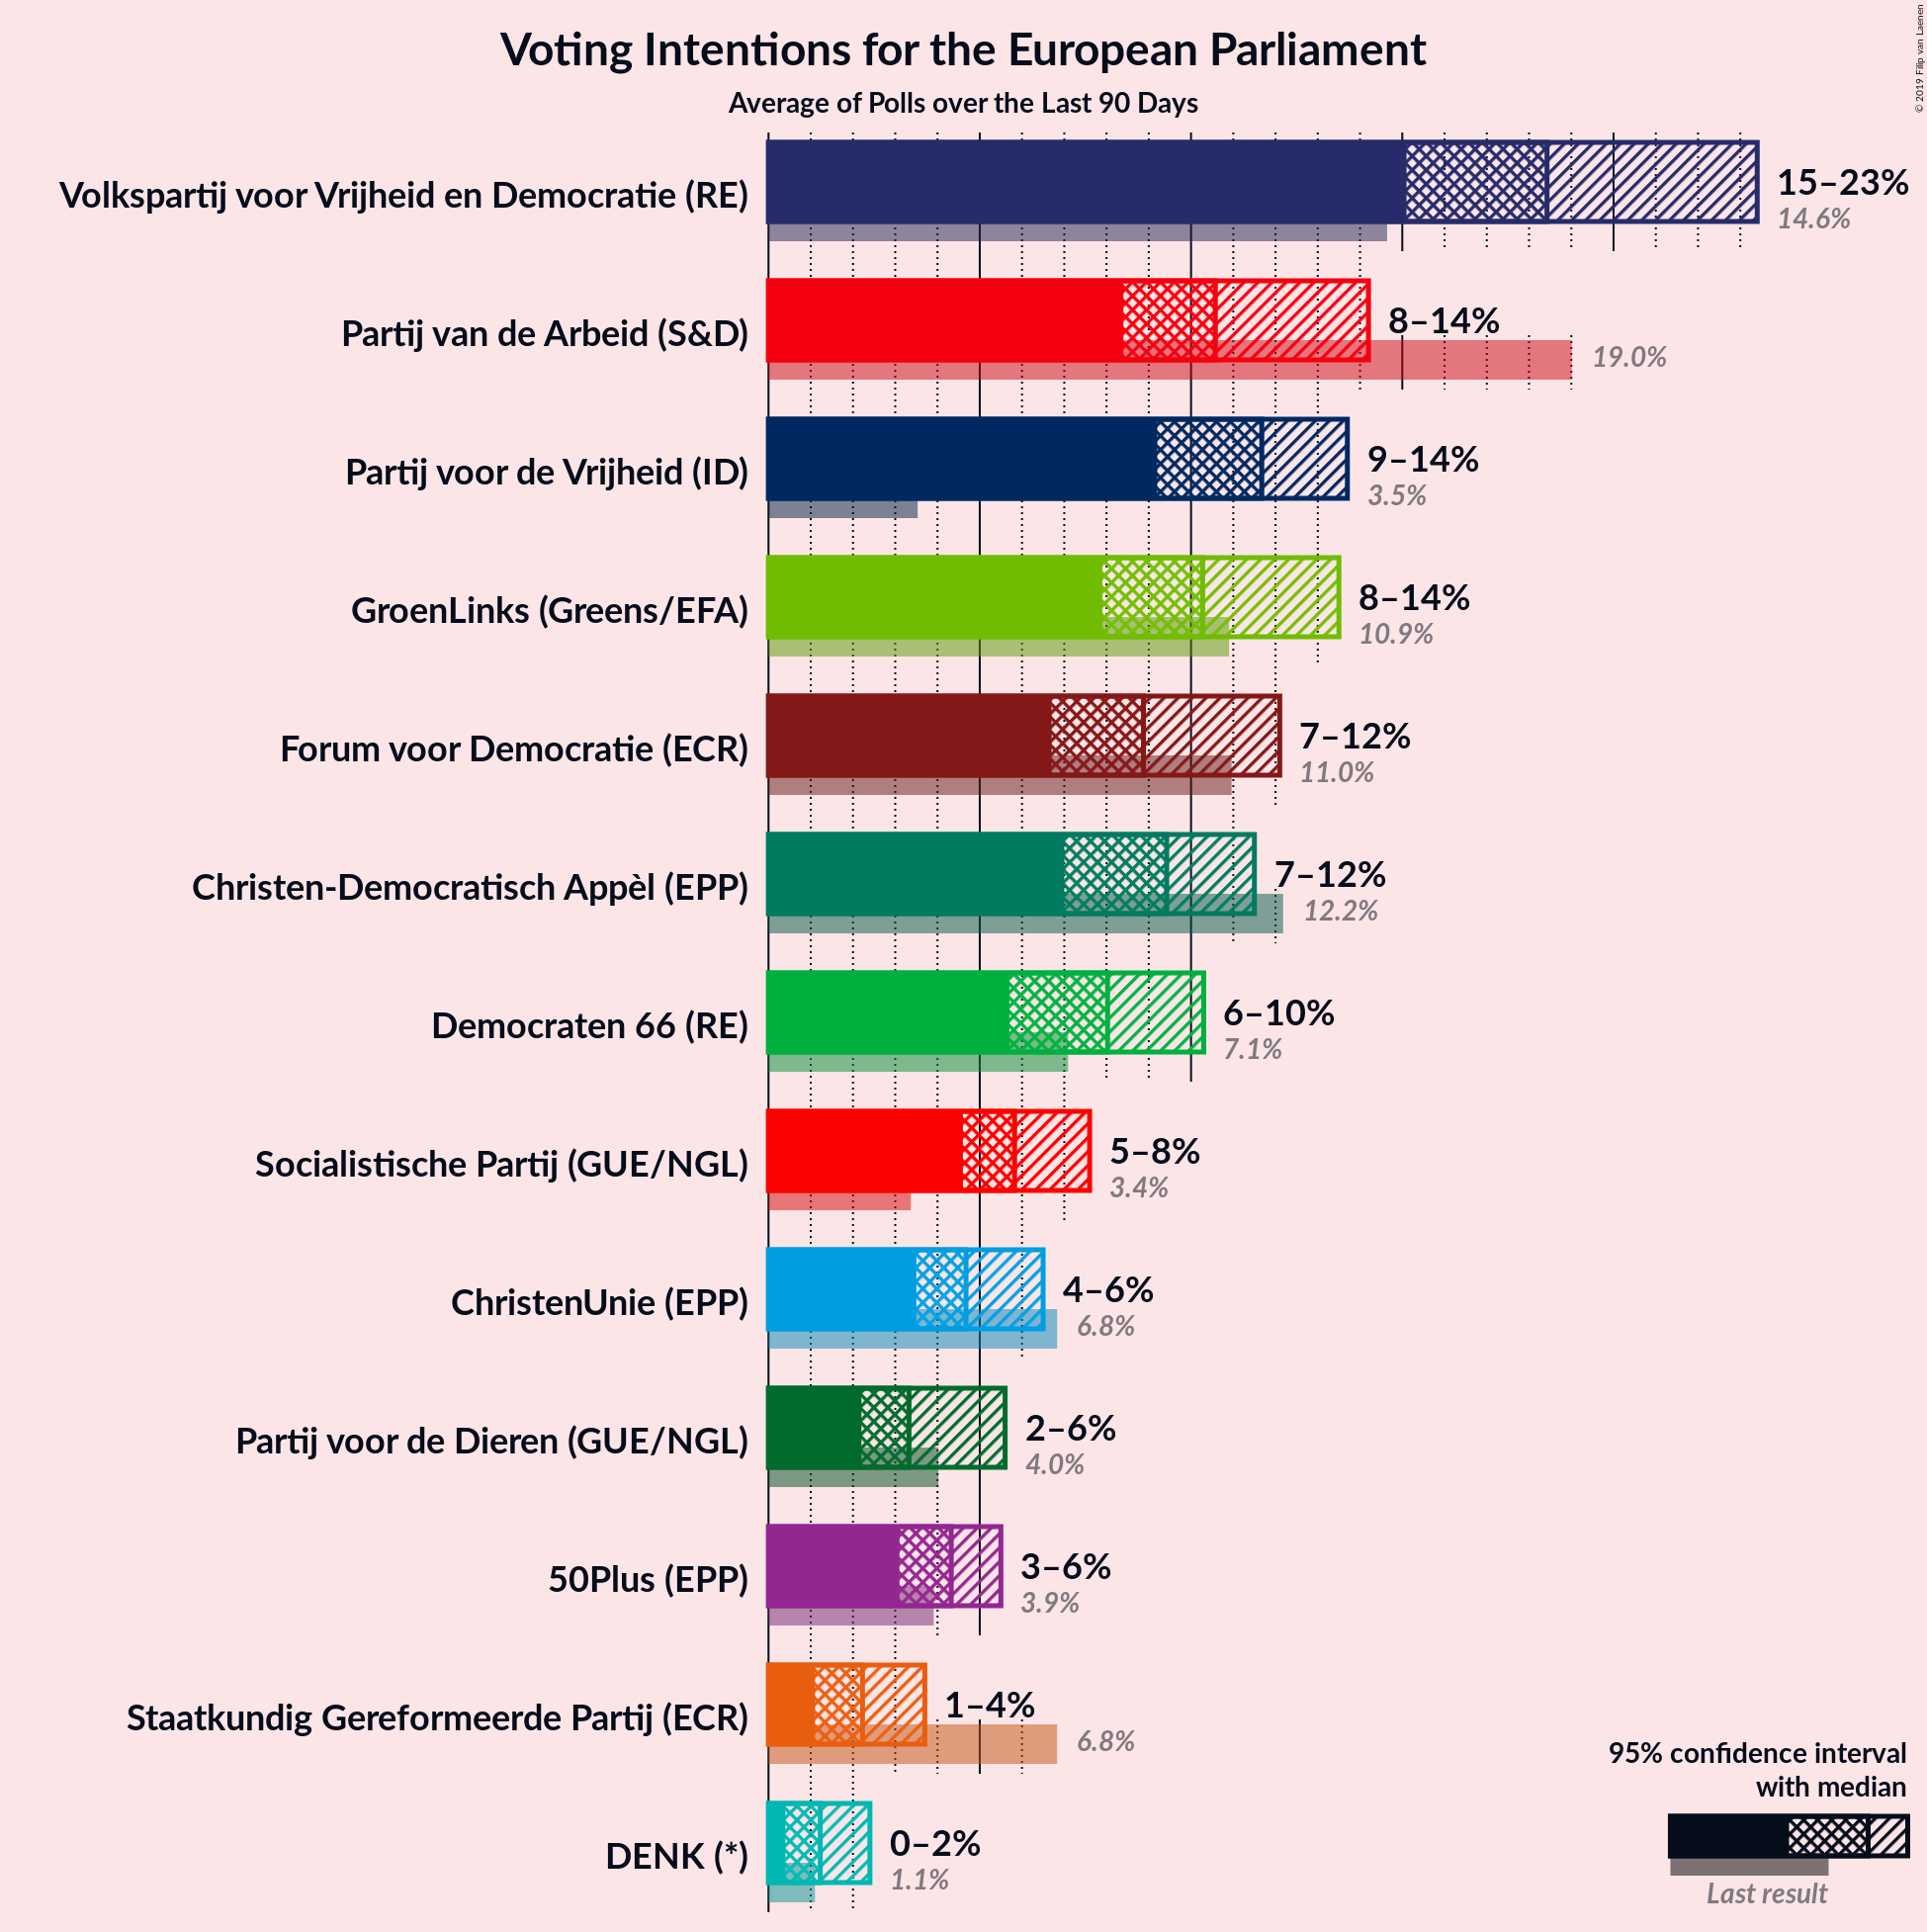 © 2019 Filip van Laenen
Voting Intentions for the European Parliament
Average of Polls over the Last 90 Days
Volkspartij voor Vrijheid en Democratie (RE)
15–23%
14.6%
Partij van de Arbeid (S&D)
8–14%
19.0%
Partij voor de Vrijheid (ID)
9–14%
3.5%
GroenLinks (Greens/EFA)
8–14%
10.9%
Forum voor Democratie (ECR)
7–12%
11.0%
Christen-Democratisch Appèl (EPP)
7–12%
12.2%
Democraten 66 (RE)
6–10%
7.1%
Socialistische Partij (GUE/NGL)
5–8%
3.4%
ChristenUnie (EPP)
4–6%
6.8%
Partij voor de Dieren (GUE/NGL)
2–6%
4.0%
50Plus (EPP)
3–6%
3.9%
Staatkundig Gereformeerde Partij (ECR)
1–4%
6.8%
DENK (*)
0–2%
1.1%
95% confidence interval
with median
Last result